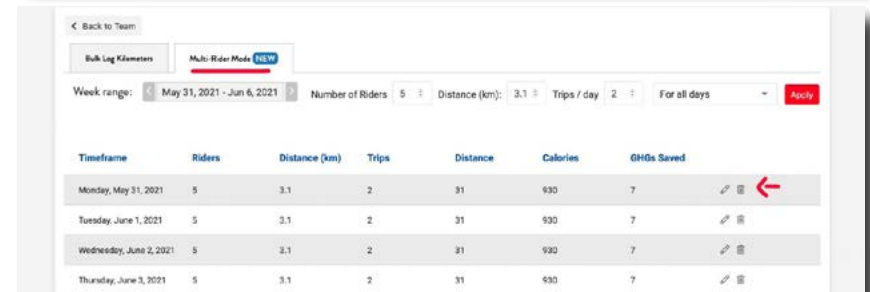 Back to Team
Bulk Log Kilometers Multi-Rider Mode NEW
Week range: May 31, 2021 - Jun 6, 2021 Number of Riders 5 Distance (km): 3.1 Trips / day 2 For all days Apply
Timeframe Riders Distance (km) Trips Distance Calories GHGs Saved
Monday, May 31, 2021 5 3.1 2 31 930 7
Tuesday, June 1, 2021 5 3.1 2 31 930 7
Wednesday, June 2, 2021 5 3.1 2 31 930 7
Thursday, June 3, 2021 5 3.1 2 31 930 7